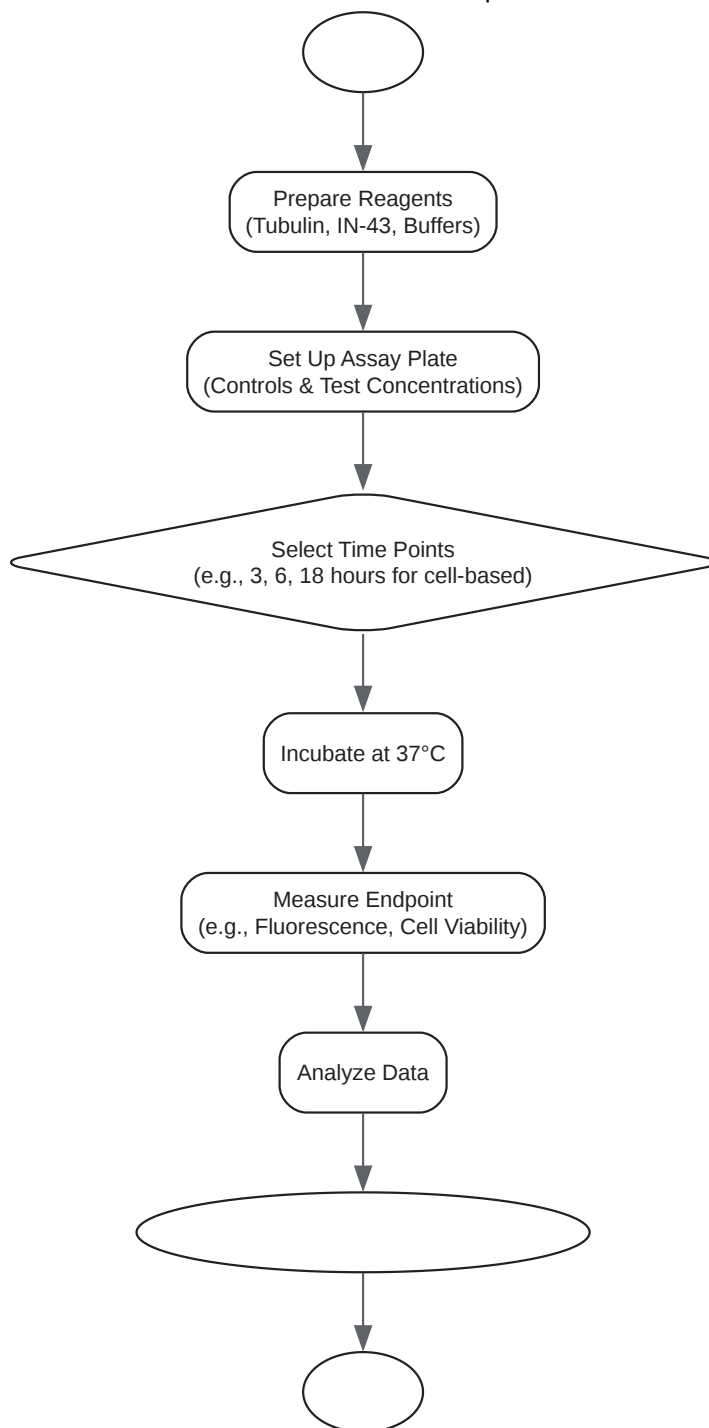 Prepare Reagents
(Tubulin, IN-43, Buffers)
Set Up Assay Plate
(Controls & Test Concentrations)
Select Time Points
(e.g., 3, 6, 18 hours for cell-based)
Incubate at 37°C
Measure Endpoint
(e.g., Fluorescence, Cell Viability)
Analyze Data